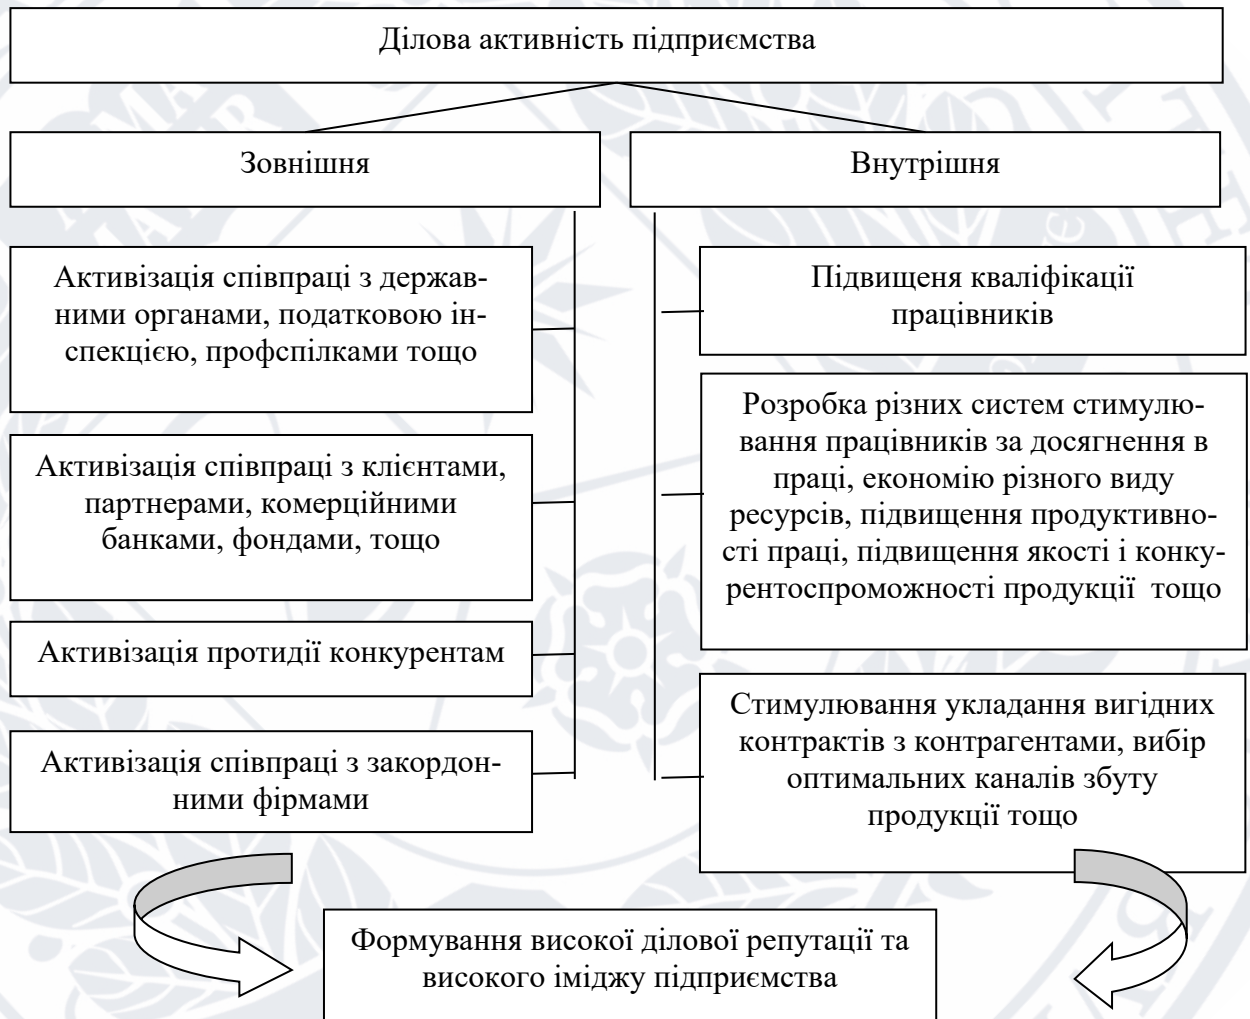 Ділова активність підприємства
Зовнішня
Внутрішня
Активізація співпраці з держав-
ними органами, податковою ін-
спекцією, профспілками тощо
Активізація співпраці з клієнтами,
партнерами, комерційними
банками, фондами, тощо
Активізація протидії конкурентам
Активізація співпраці з закордон-
ними фірмами
Підвищеня кваліфікації
працівників
Розробка різних систем стимулю-
вання працівників за досягнення в
праці, економію різного виду
ресурсів, підвищення продуктивно-
сті праці, підвищення якості і конку-
рентоспроможності продукції  тощо
Стимулювання укладання вигідних
контрактів з контрагентами, вибір
оптимальних каналів збуту
продукції тощо
Формування високої ділової репутації та
високого іміджу підприємства